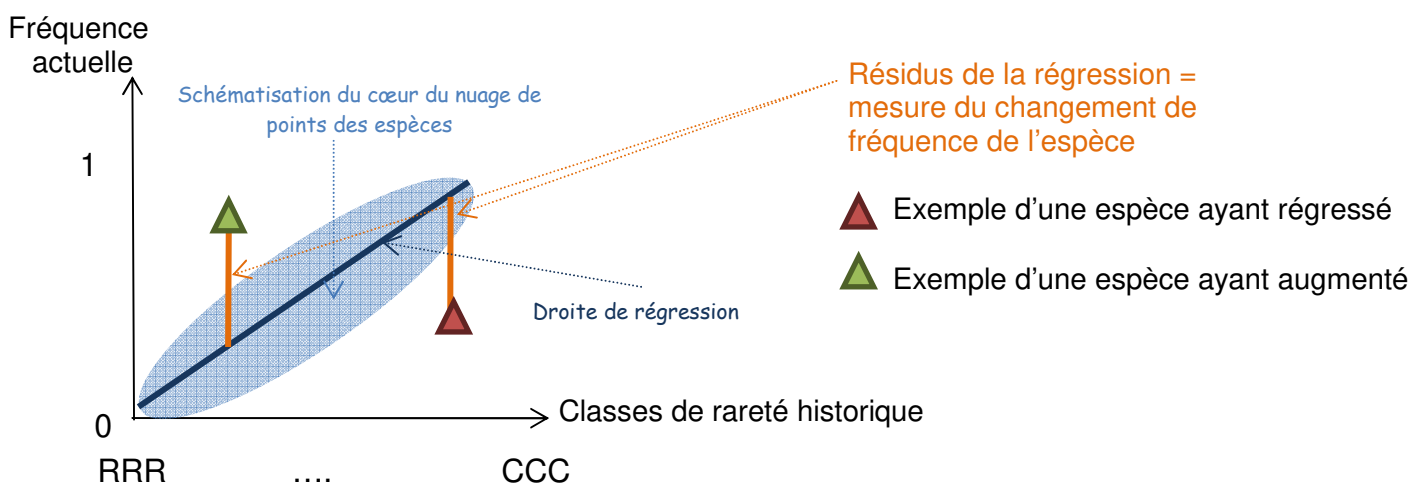 Fréquence
actuelle
Schématisation du cœur du nuage de
points des espèces
Résidus de la régression =
mesure du changement de
fréquence de l'espèce
1
Exemple d'une espèce ayant régressé
Exemple d'une espèce ayant augmenté
Droite de régression
Classes de rareté historique
0
RRR
....
CCC